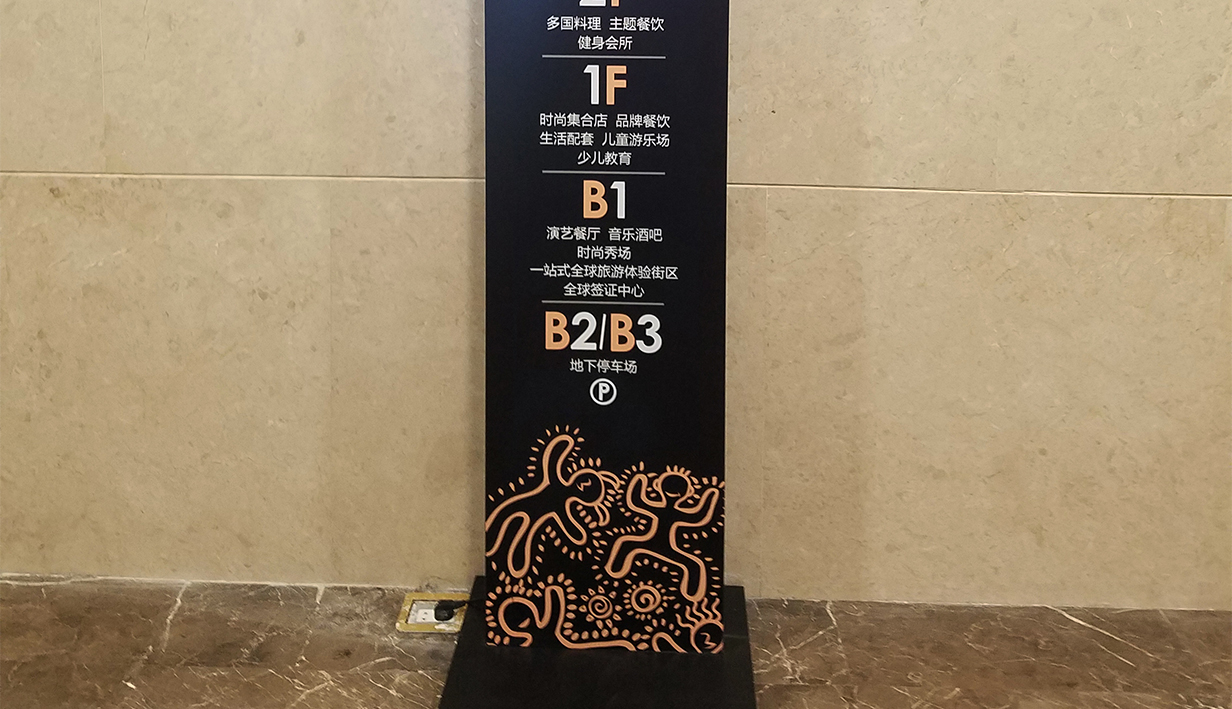 2F
多国料理 主题餐饮
健身会所
1F
时尚集合店 品牌餐饮
生活配套 儿童游乐场
少儿教育
B1
演艺餐厅 音乐酒吧
时尚秀场
一站式全球旅游体验街区
全球签证中心
B2/B3
地下停车场
P